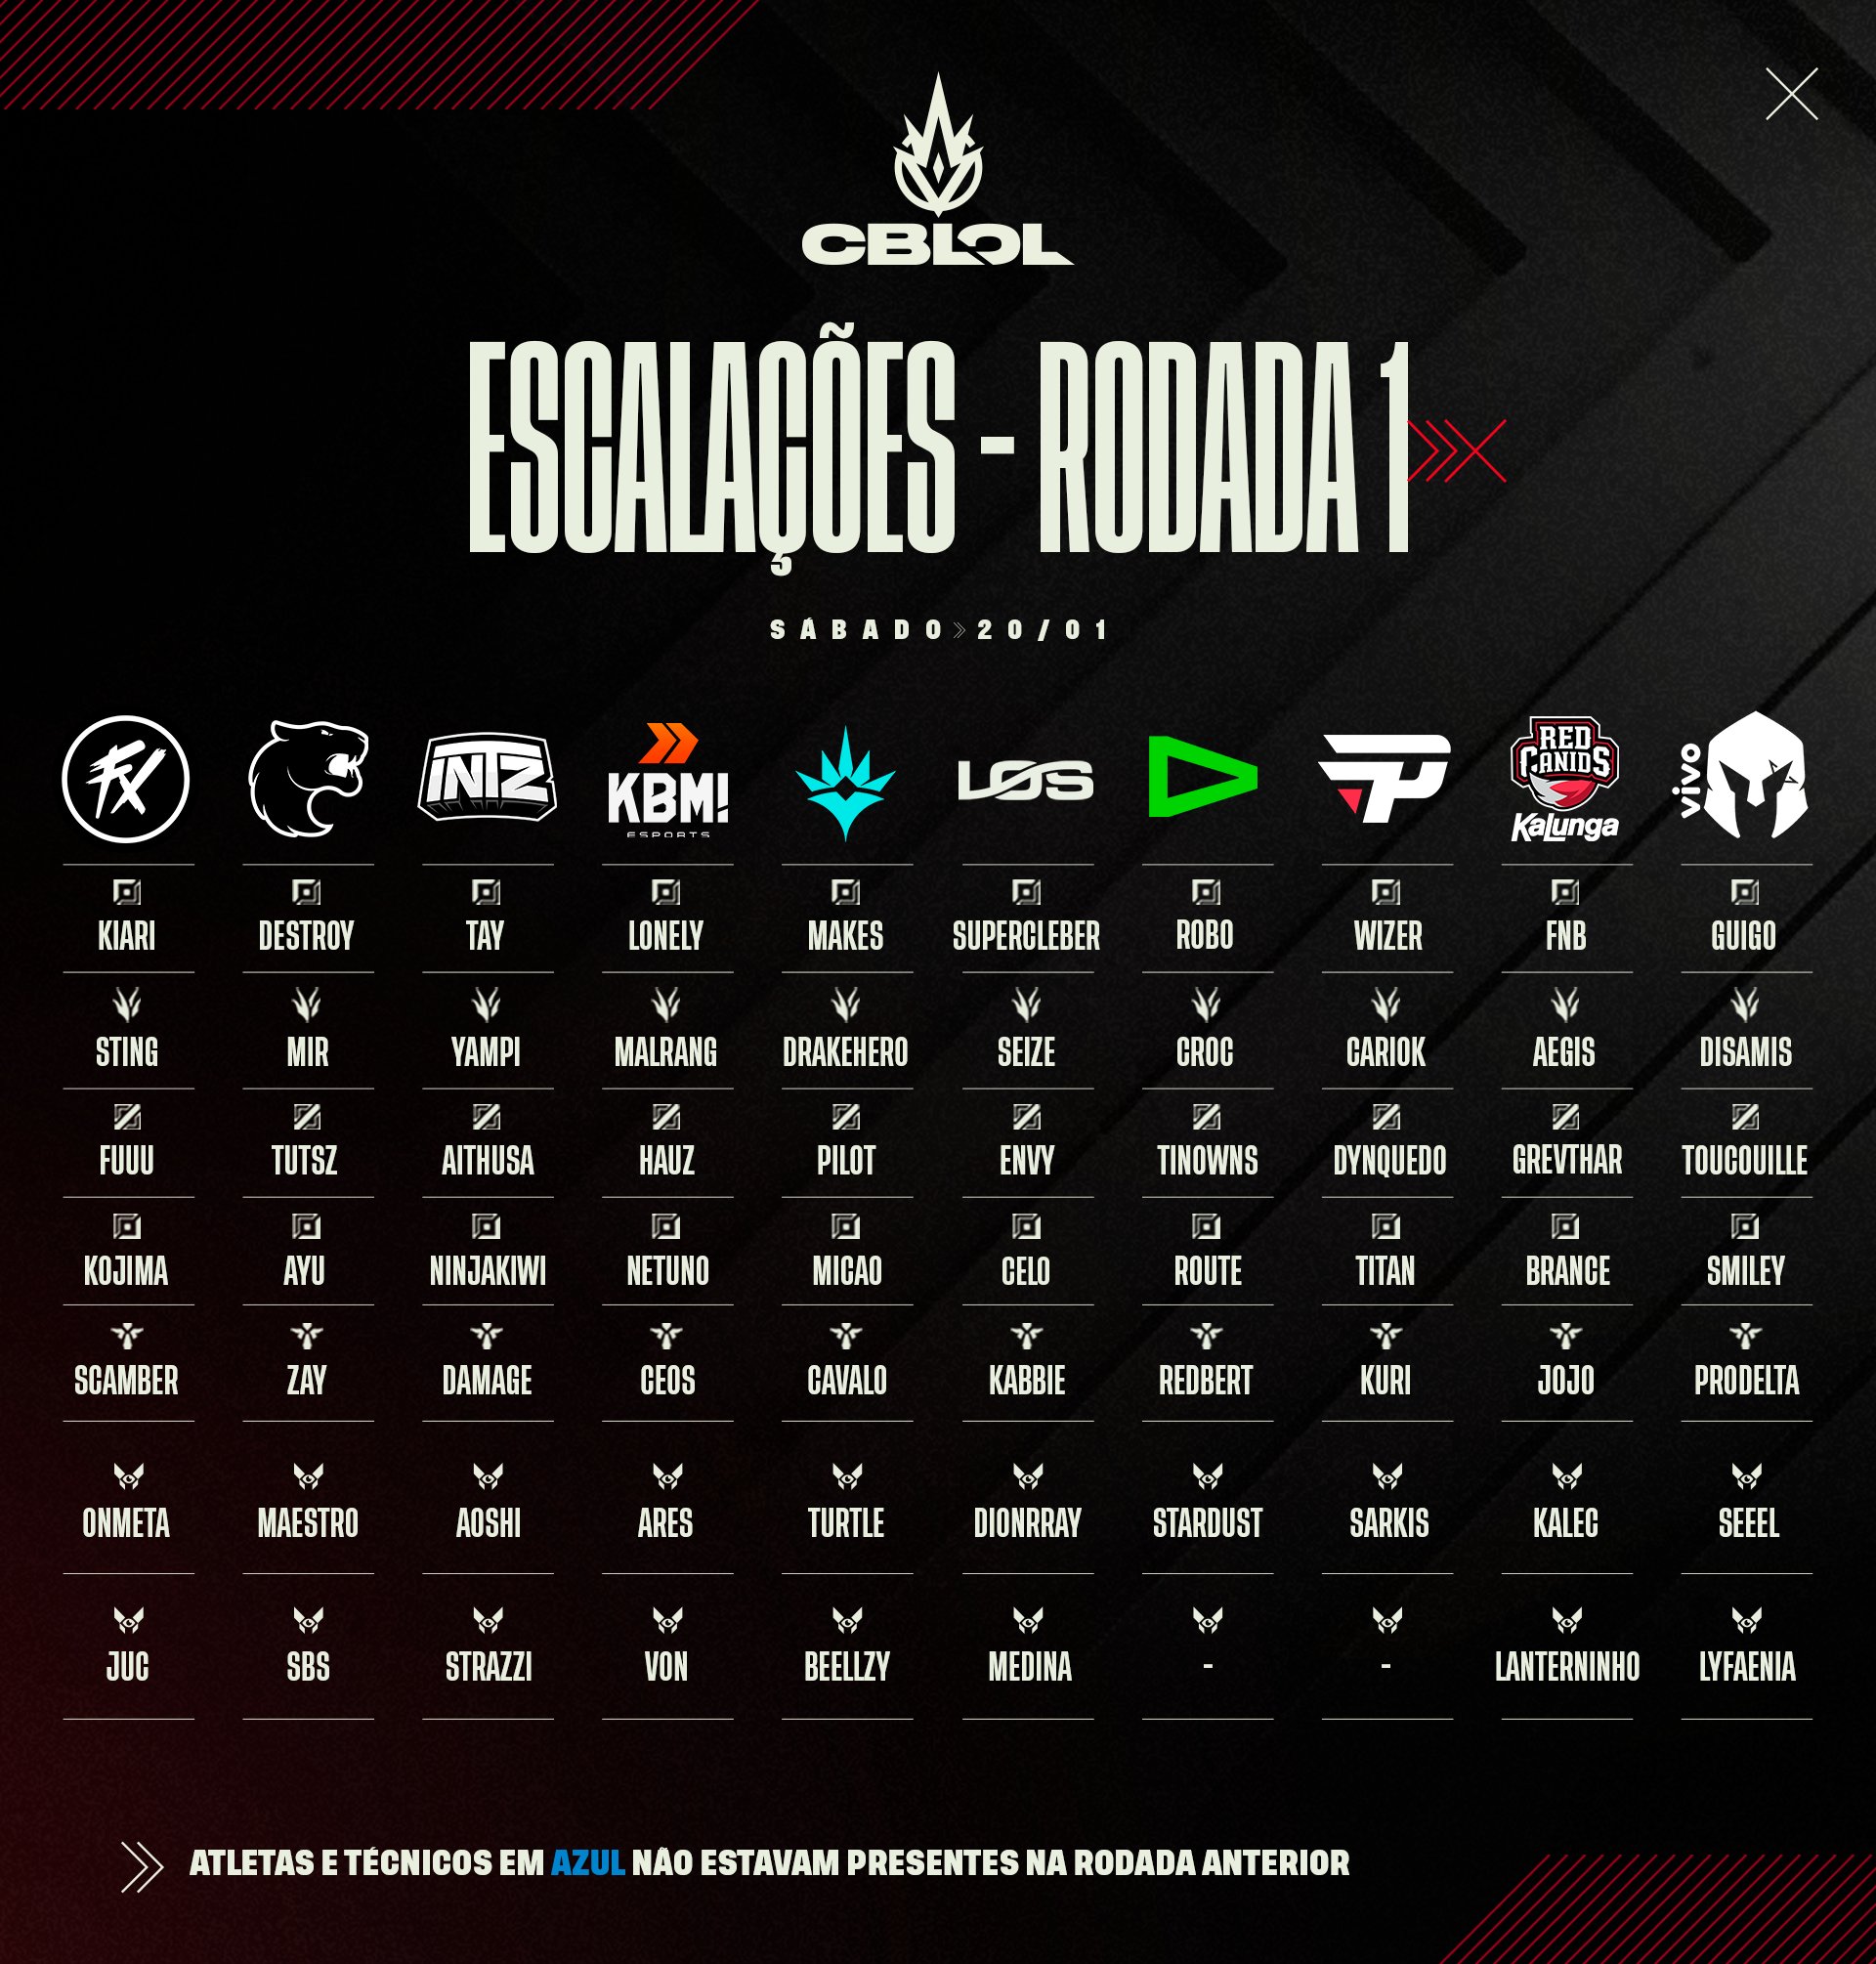 CBLOL
ESCALAÇÕES - RODADA 1
SÁBADO 20/01
FX INTZ KBM! ESPORTS LOS RED CANIDS Kalunga vivo
KIARI DESTROY TAY LONELY MAKES SUPERCLEBER ROBO WIZER FNB GUIGO
STING MIR YAMPI MALRANG DRAKEHERO SEIZE CROC CARIOK AEGIS DISAMIS
FUUU TUTSZ AITHUSA HAUZ PILOT ENVY TINOWNS DYNQUEDO GREVTHAR TOUCOUILLE
KOJIMA AYU NINJAKIWI NETUNO MICAO CELO ROUTE TITAN BRANCE SMILEY
SCAMBER ZAY DAMAGE CEOS CAVALO KABBIE REDBERT KURI JOJO PRODELTA
ONMETA MAESTRO AOSHI ARES TURTLE DIONRRAY STARDUST SARKIS KALEC SEEEL
JUC SBS STRAZZI VON BEELLZY MEDINA - - LANTERNINHO LYFAENIA
ATLETAS E TÉCNICOS EM AZUL NÃO ESTAVAM PRESENTES NA RODADA ANTERIOR